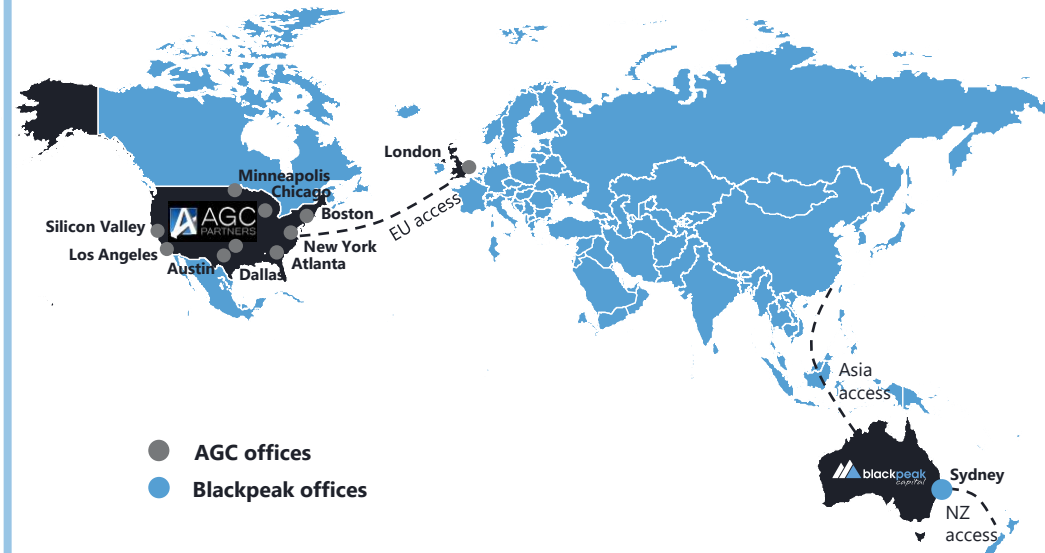 London
Minneapolis
Chicago
AGC
PARTNERS
Boston
Silicon Valley
New York
Los Angeles
Atlanta
Austin
Dallas
EU access
Asia
access
AGC offices
Blackpeak offices
blackpeak
capital
Sydney
NZ
access